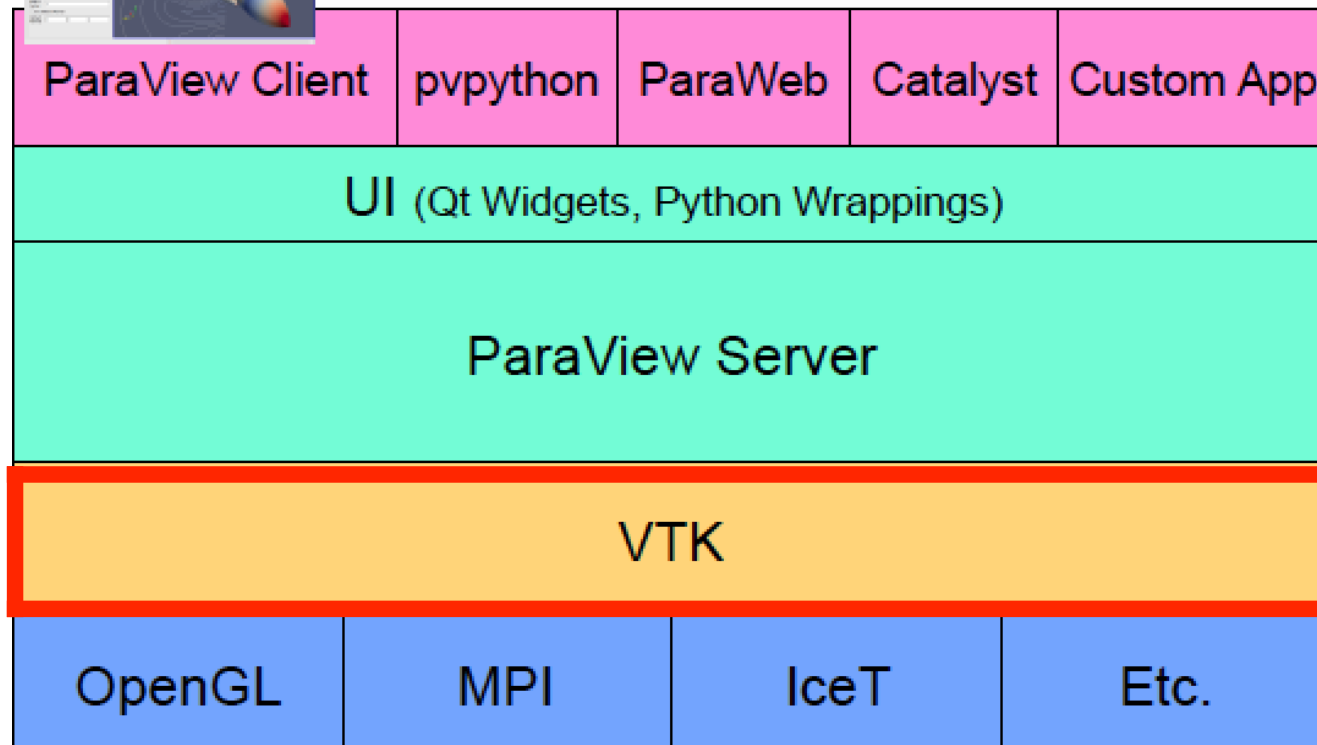 ParaView Client pvpython ParaWeb Catalyst Custom App
UI (Qt Widgets, Python Wrappings)
ParaView Server
VTK
OpenGL MPI IceT Etc.